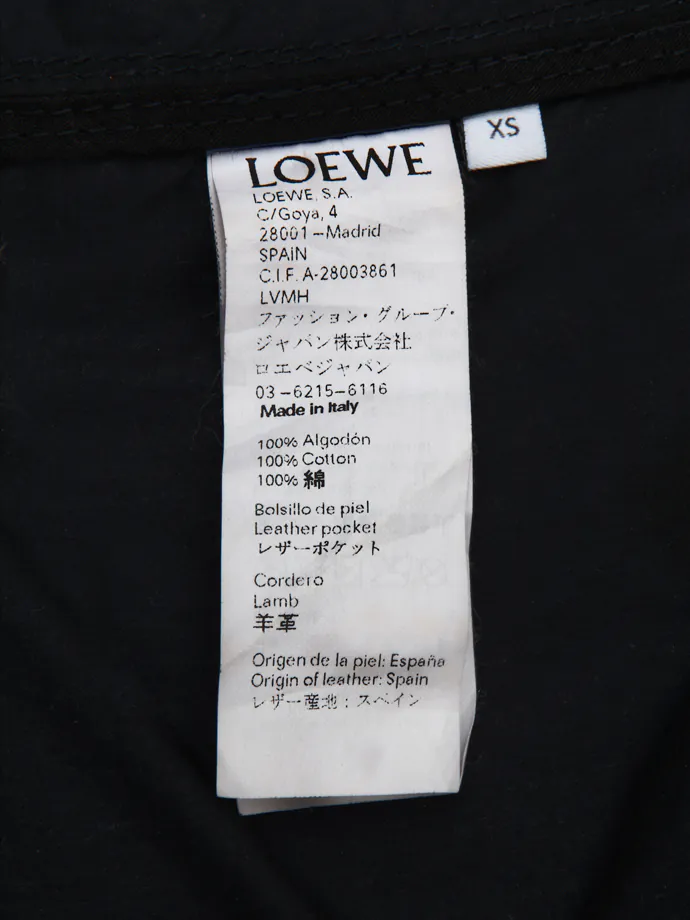 LOEWE
XS
LOEWE, S.A.
C/Goya, 4
28001 – Madrid
SPAIN
C.I.F. A-28003861
LVMH
ファッション・グループ・
ジャパン株式会社
ロエベジャパン
03 – 6215 – 6116
Made in Italy
100% Algodón
100% Cotton
100% 綿
Bolsillo de piel
Leather pocket
レザーポケット
Cordero
Lamb
羊革
Origen de la piel: España
Origin of leather: Spain
レザー産地：スペイン